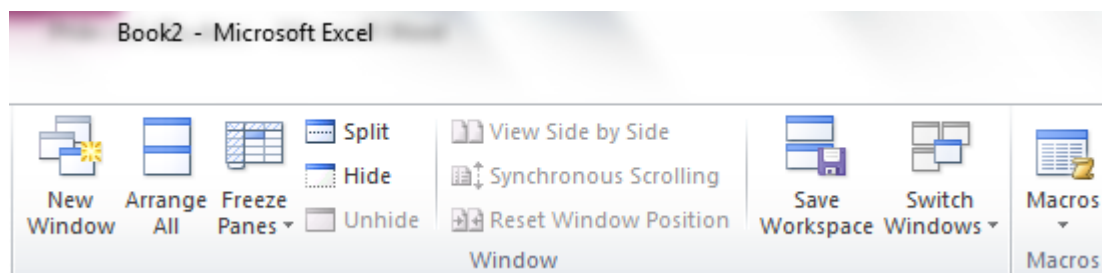 Book2 - Microsoft Excel
New Window
Arrange All
Freeze Panes
Split
Hide
Unhide
View Side by Side
Synchronous Scrolling
Reset Window Position
Save Workspace
Switch Windows
Macros
Window
Macros